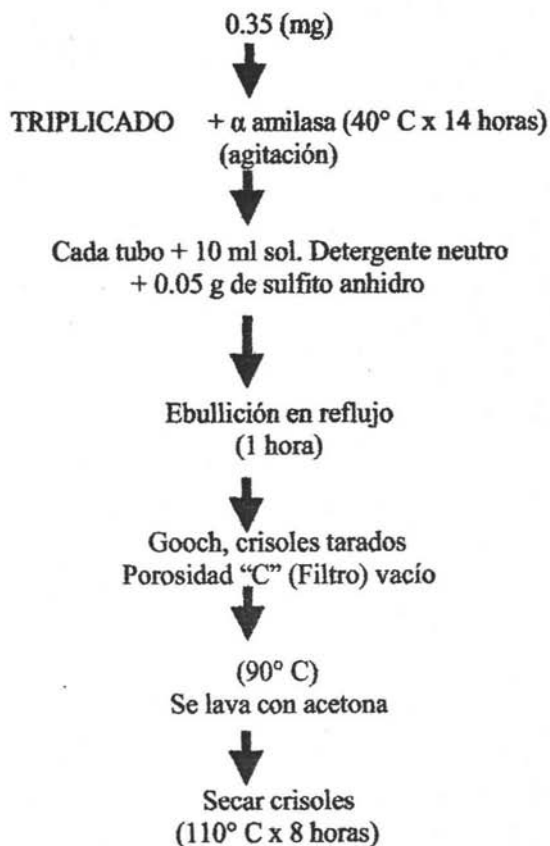 0.35 (mg)
TRIPLICADO + α amilasa (40° C x 14 horas)
(agitación)
Cada tubo + 10 ml sol. Detergente neutro
+ 0.05 g de sulfito anhidro
Ebullición en reflujo
(1 hora)
Gooch, crisoles tarados
Porosidad “C” (Filtro) vacío
(90° C)
Se lava con acetona
Secar crisoles
(110° C x 8 horas)